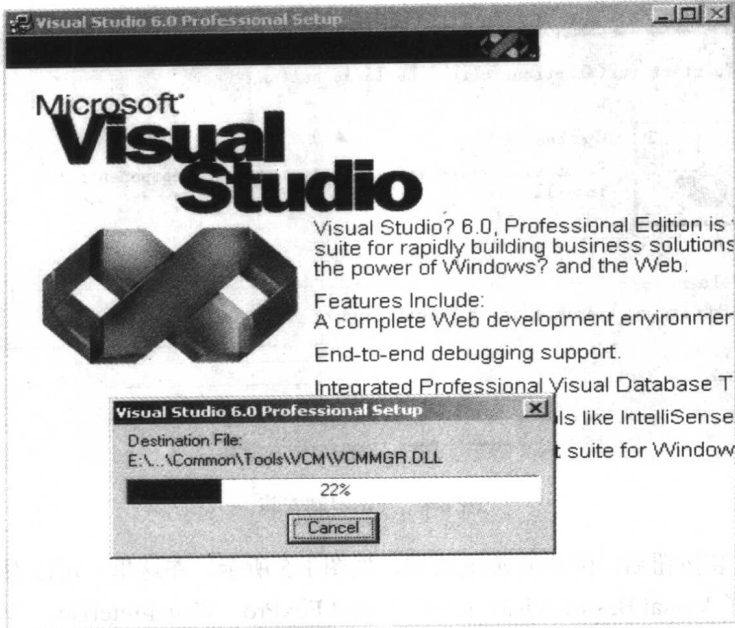 Visual Studio 6.0 Professional Setup
Microsoft
Visual
Studio
Visual Studio? 6.0, Professional Edition is
suite for rapidly building business solutions
the power of Windows? and the Web.
Features Include:
A complete Web development
End-to-end debugging support.
Integrated Professional Visual Database T
like IntelliSense
suite for Window
Visual Studio 6.0 Professional Setup
Destination File:
E:\...\Common\Tools\VCM\VCMMGR.DLL
22%
Cancel